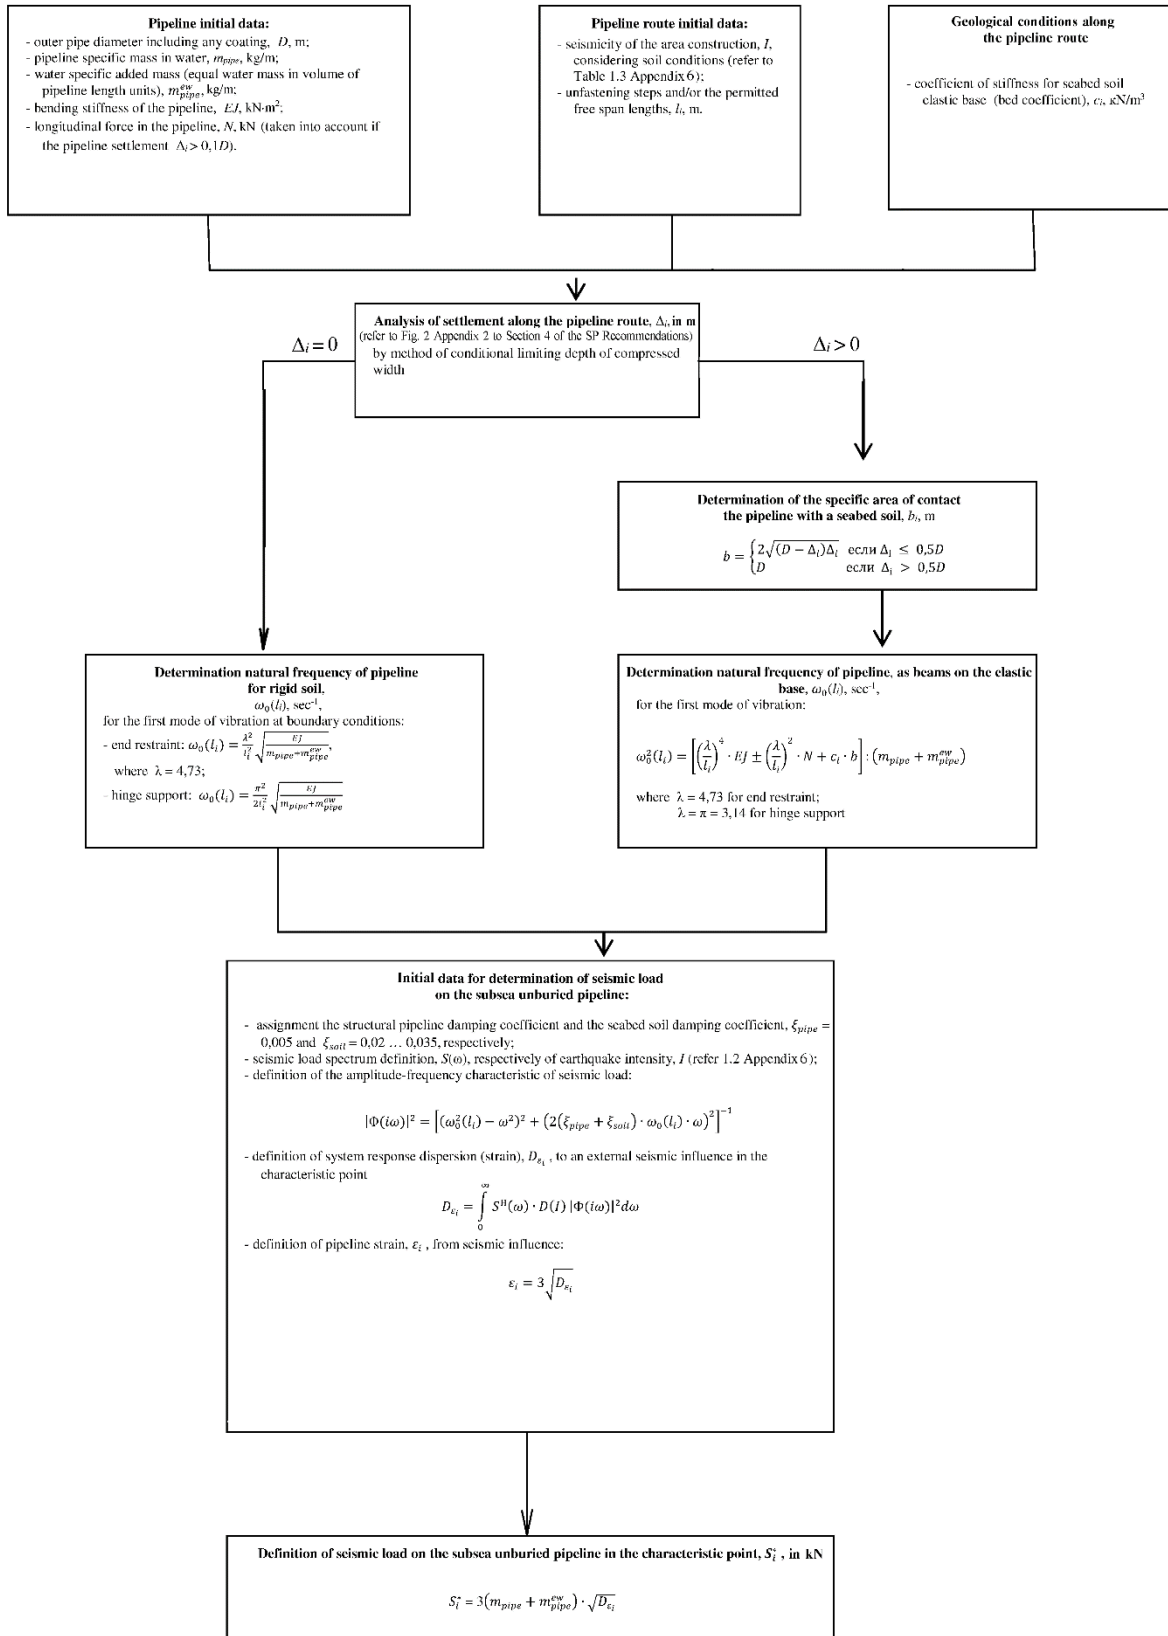 Pipeline initial data:
- outer pipe diameter including any coating, D, m;
- pipeline specific mass in water, m_pipe, kg/m;
- water specific added mass (equal water mass in volume of
pipeline length units), m_pipe^ew, kg/m;
- bending stiffness of the pipeline, EJ, kN·m²;
- longitudinal force in the pipeline, N, kN (taken into account if
the pipeline settlement Δi > 0,1D).
Pipeline route initial data:
- seismicity of the area construction, I,
considering soil conditions (refer to
Table 1.3 Appendix 6);
- unfastening steps and/or the permitted
free span lengths, li, m.
Geological conditions along
the pipeline route
- coefficient of stiffness for seabed soil
elastic base (bed coefficient), ci, кN/m³
Analysis of settlement along the pipeline route, Δi, in m
(refer to Fig. 2 Appendix 2 to Section 4 of the SP Recommendations)
by method of conditional limiting depth of compressed
width
Δi = 0
Δi > 0
Determination of the specific area of contact
the pipeline with a seabed soil, bi, m
b = { 2√((D − Δi)Δi) если Δi ≤ 0,5D
D если Δi > 0,5D
Determination natural frequency of pipeline
for rigid soil,
ω0(li), sec⁻¹,
for the first mode of vibration at boundary conditions:
- end restraint: ω0(li) = λ²/li² √(EJ/(m_pipe+m_pipe^ew)),
where λ = 4,73;
- hinge support: ω0(li) = π²/2li² √(EJ/(m_pipe+m_pipe^ew))
Determination natural frequency of pipeline, as beams on the elastic
base, ω0(li), sec⁻¹,
for the first mode of vibration:
ω0²(li) = [(λ/li)⁴ · EJ ± (λ/li)² · N + ci · b] : (m_pipe + m_pipe^ew)
where λ = 4,73 for end restraint;
λ = π = 3,14 for hinge support
Initial data for determination of seismic load
on the subsea unburied pipeline:
- assignment the structural pipeline damping coefficient and the seabed soil damping coefficient, ξ_pipe =
0,005 and ξ_soil = 0,02 … 0,035, respectively;
- seismic load spectrum definition, S(ω), respectively of earthquake intensity, I (refer 1.2 Appendix 6);
- definition of the amplitude-frequency characteristic of seismic load:
|Φ(iω)|² = [(ω0²(li) − ω²)² + (2(ξ_pipe + ξ_soil) · ω0(li) · ω)²]⁻¹
- definition of system response dispersion (strain), D_εi , to an external seismic influence in the
characteristic point
D_εi = ∫₀^∞ S^H(ω) · D(I) |Φ(iω)|² dω
- definition of pipeline strain, εi , from seismic influence:
εi = 3√D_εi
Definition of seismic load on the subsea unburied pipeline in the characteristic point, Si* , in kN
Si* = 3(m_pipe + m_pipe^ew) · √D_εi